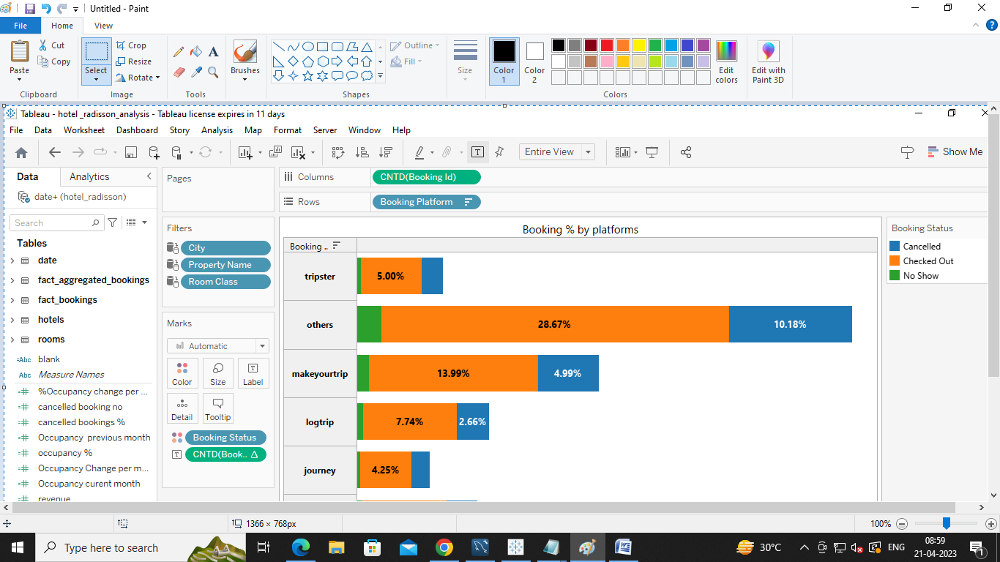 Untitled - Paint
File Home View
Paste
Cut
Copy
Clipboard
Select
Crop
Resize
Rotate
Image
A
Tools
Brushes
Outline
Fill
Shapes
Size
Color 1
Color 2
Edit colors
Edit with Paint 3D
Colors
Tableau - hotel _radisson_analysis - Tableau license expires in 11 days
File Data Worksheet Dashboard Story Analysis Map Format Server Window Help
T
Entire View
Show Me
Data Analytics
date+ (hotel_radisson)
Search
Tables
date
fact_aggregated_bookings
fact_bookings
hotels
rooms
=Abc blank
Abc Measure Names
=# %Occupancy change per ...
=# cancelled booking no
=# cancelled bookings %
=# Occupancy previous month
=# occupancy %
=# Occupancy Change per m...
=# Occupancy curent month
=# revenue
Pages
Filters
City
Property Name
Room Class
Marks
Automatic
Color Size T Label
Detail Tooltip
Booking Status
T CNTD(Book.. Δ
Columns CNTD(Booking Id)
Rows Booking Platform
Booking % by platforms
Booking ..
tripster 5.00%
others 28.67% 10.18%
makeyourtrip 13.99% 4.99%
logtrip 7.74% 2.66%
journey 4.25%
Booking Status
Cancelled
Checked Out
No Show
1366 × 768px
100%
Type here to search
30°C
ENG
08:59
21-04-2023
1